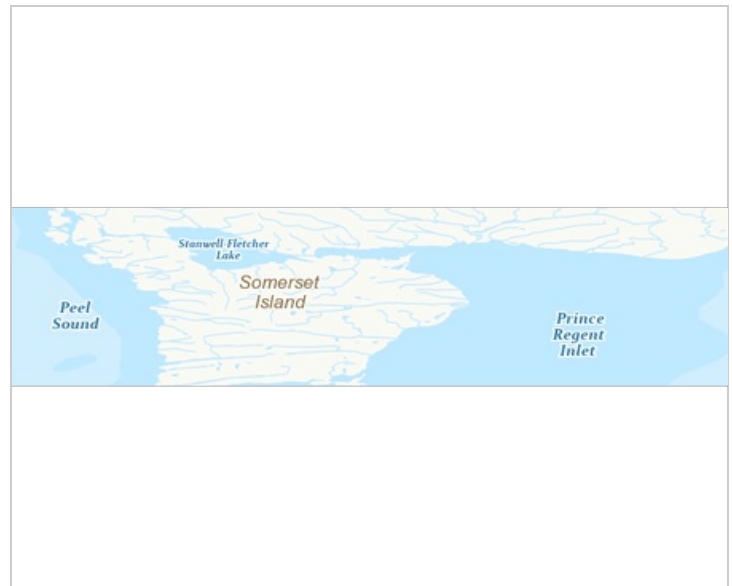 Stanwell-Fletcher
Lake
Somerset
Island
Peel
Sound
Prince
Regent
Inlet